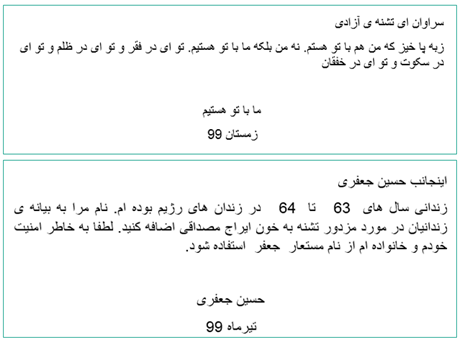 سراوان ای تشنه ی آزادی
زبه پا خیز که من هم با تو هستم. نه من بلکه ما با تو هستیم. تو ای در فقر و تو ای در ظلم و تو ای
در سکوت و تو ای در خفقان
ما با تو هستیم
زمستان 99
اینجانب حسین جعفری
زندانی سال های 63 تا 64 در زندان های رژیم بوده ام. نام مرا به بیانه ی
زندانیان در مورد مزدور تشنه به خون ایراج مصداقی اضافه کنید. لطفا به خاطر امنیت
خودم و خانواده ام از نام مستعار جعفر استفاده شود.
حسین جعفری
تیرماه 99